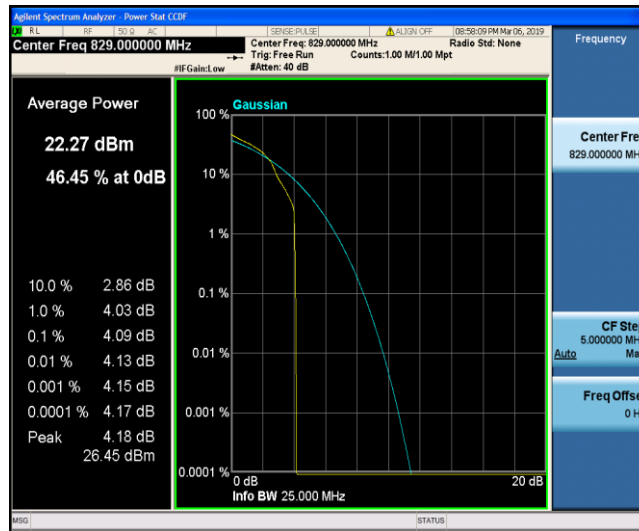 Agilent Spectrum Analyzer - Power Stat CCDF
RL RF 50 Ω AC SENSE:PULSE ALIGN OFF 08:58:09 PM Mar 06, 2019
Center Freq 829.000000 MHz Center Freq: 829.000000 MHz Radio Std: None
Trig: Free Run Counts:1.00 M/1.00 Mpt
#IFGain:Low #Atten: 40 dB
Frequency
Average Power
22.27 dBm
46.45 % at 0dB
10.0 % 2.86 dB
1.0 % 4.03 dB
0.1 % 4.09 dB
0.01 % 4.13 dB
0.001 % 4.15 dB
0.0001 % 4.17 dB
Peak 4.18 dB
26.45 dBm
Gaussian
100 %
10 %
1 %
0.1 %
0.01 %
0.001 %
0.0001 %
0 dB 20 dB
Info BW 25.000 MHz
Center Fre
829.000000 MH
CF Ste
5.000000 MH
Auto Ma
Freq Offse
0 H
MSG STATUS